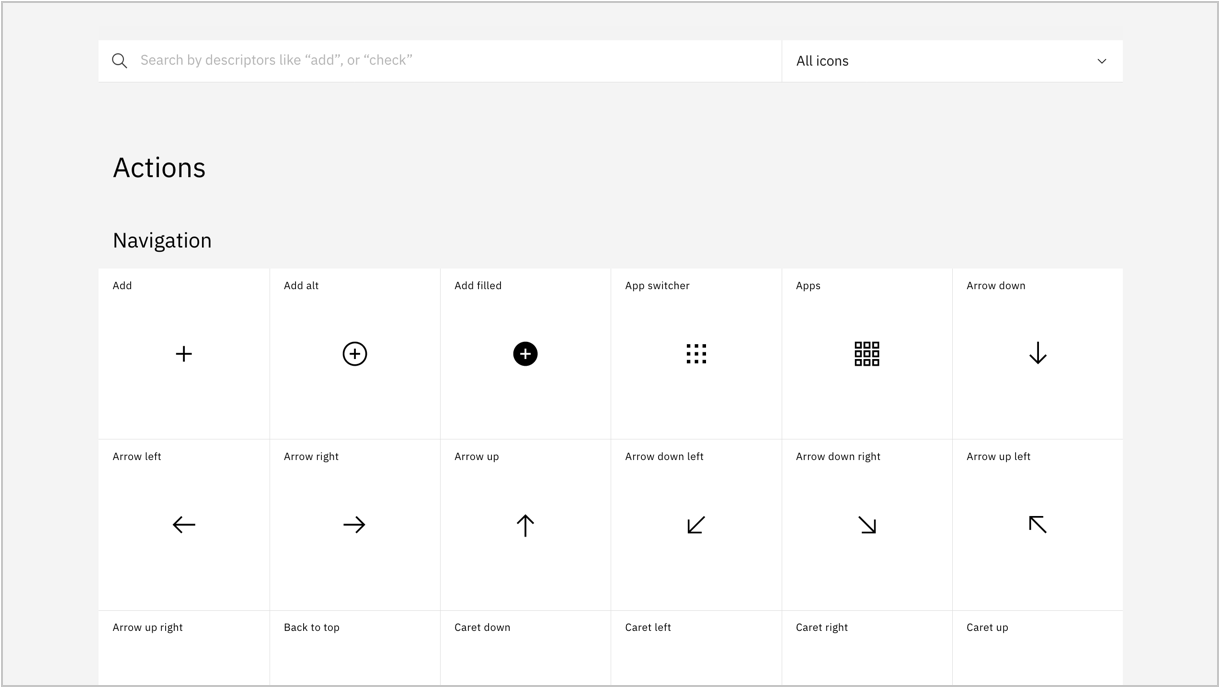 Search by descriptors like “add”, or “check”
All icons
Actions
Navigation
Add
Add alt
Add filled
App switcher
Apps
Arrow down
Arrow left
Arrow right
Arrow up
Arrow down left
Arrow down right
Arrow up left
Arrow up right
Back to top
Caret down
Caret left
Caret right
Caret up